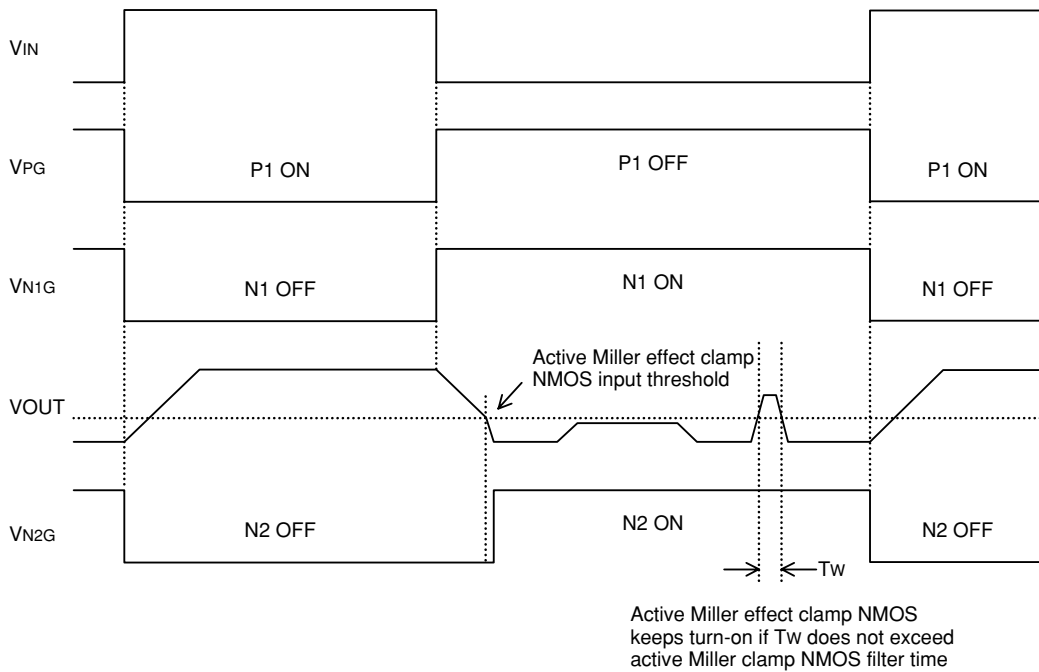 VIN
VPG
P1 ON
P1 OFF
P1 ON
VN1G
N1 OFF
N1 ON
N1 OFF
Active Miller effect clamp
NMOS input threshold
VOUT
VN2G
N2 OFF
N2 ON
N2 OFF
TW
Active Miller effect clamp NMOS
keeps turn-on if TW does not exceed
active Miller clamp NMOS filter time